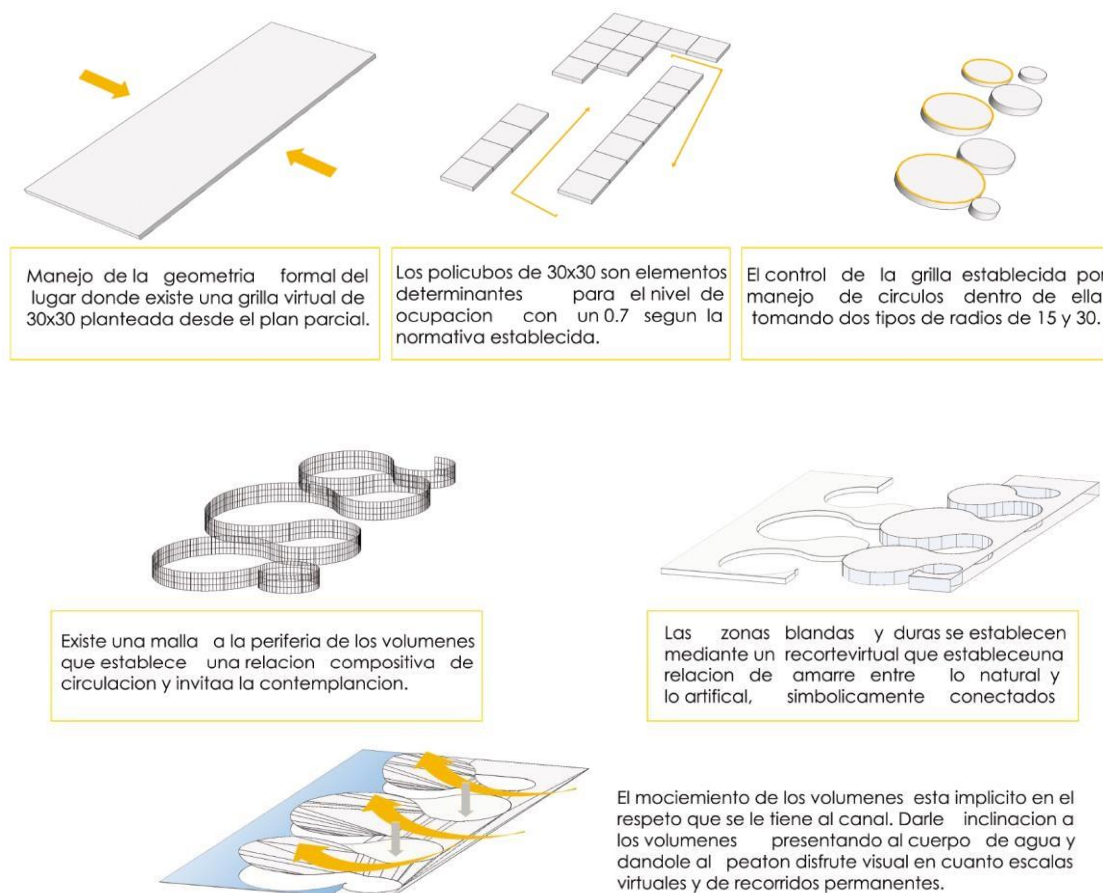 Manejo de la geometria formal del
lugar donde existe una grilla virtual de
30x30 planteada desde el plan parcial.
Los policubos de 30x30 son elementos
determinantes para el nivel de
ocupacion con un 0.7 segun la
normativa establecida.
El control de la grilla establecida por
manejo de circulos dentro de ella
tomando dos tipos de radios de 15 y 30.
Existe una malla a la periferia de los volumenes
que establece una relacion compositiva de
circulacion y invitaa la contemplancion.
Las zonas blandas y duras se establecen
mediante un recortevirtual que estableceuna
relacion de amarre entre lo natural y
lo artifical, simbolicamente conectados
El mociemiento de los volumenes esta implicito en el
respeto que se le tiene al canal. Darle inclinacion a
los volumenes presentando al cuerpo de agua y
dandole al peaton disfrute visual en cuanto escalas
virtuales y de recorridos permanentes.